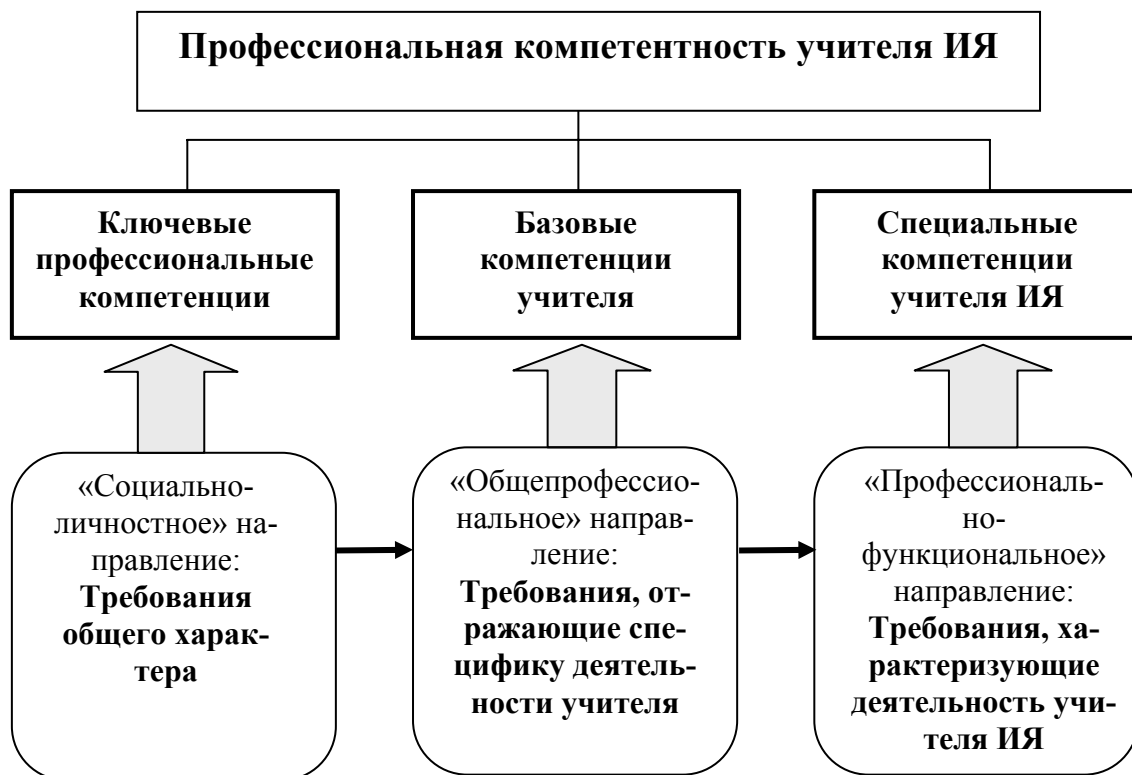 Профессиональная компетентность учителя ИЯ
Ключевые
профессиональные
компетенции
Базовые
компетенции
учителя
Специальные
компетенции
учителя ИЯ
«Социально-
личностное» на-
правление:
Требования
общего харак-
тера
«Общепрофессио-
нальное» направ-
ление:
Требования, от-
ражающие спе-
цифику деятель-
ности учителя
«Профессиональ-
но-
функциональное»
направление:
Требования, ха-
рактеризующие
деятельность учи-
теля ИЯ